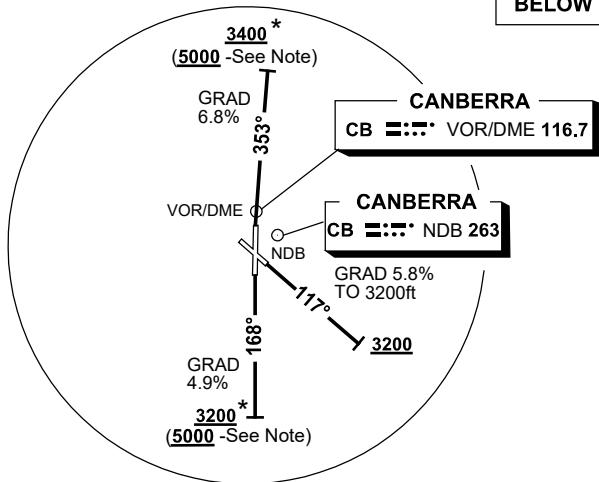 BELOW
3400 *
(5000 -See Note)
GRAD
6.8%
353°
CANBERRA
CB VOR/DME 116.7
VOR/DME
CANBERRA
CB NDB 263
NDB
GRAD 5.8%
TO 3200ft
117°
3200
168°
GRAD
4.9%
3200 *
(5000 -See Note)